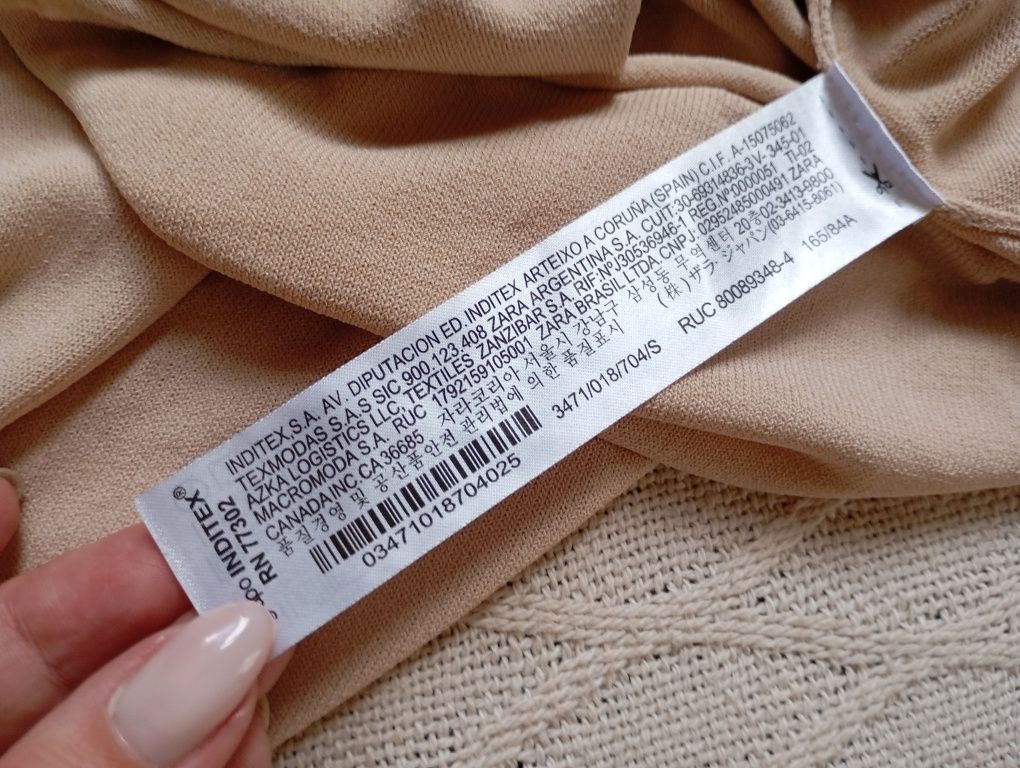 INDITEX,S.A. AV. DIPUTACION ED. INDITEX ARTEIXO A CORUÑA(SPAIN) C.I.F. A-15075062
TEXMODAS S.A.S SIC 900.123.408 ZARA ARGENTINA S.A. CUIT:30-69314836-3 V- 345-01
AZKA LOGISTICS LLC, TEXTILES ZANZIBAR S.A. RIF-NºJ30536946-1 REG Nº0000051 TI-02
MACROMODA S.A. RUC 1792159105001 ZARA BRASIL LTDA CNPJ. 02952485000491 ZARA
CANADA INC. CA 36685 자라코리아 서울시 강남구 삼성동 무역센터 20층02-3413-9800
품질경영 및 공산품안전 관리법에 의한 품질표시 (株)ザラ・ジャパン(03-6415-8061)
03471018704025
3471/018/704/S
RUC 80089348-4
165/84A
INDITEX®
RN 77302